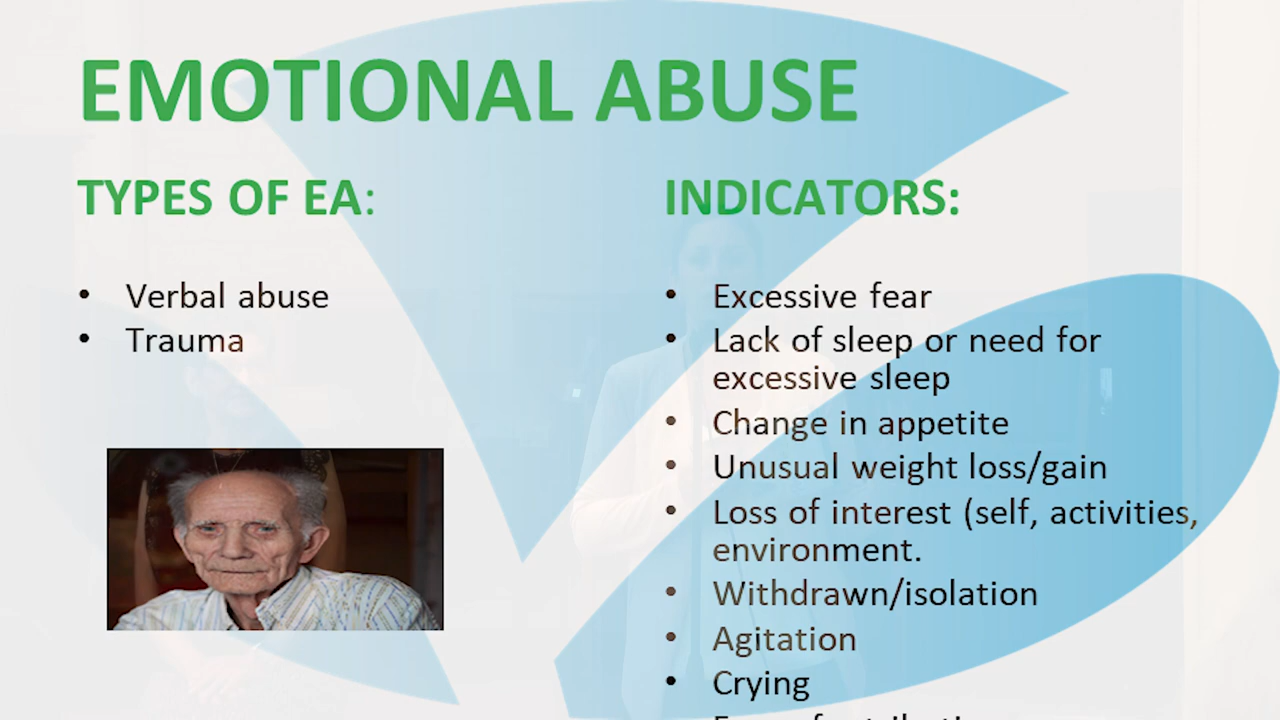 EMOTIONAL ABUSE
TYPES OF EA:
• Verbal abuse
• Trauma
INDICATORS:
• Excessive fear
• Lack of sleep or need for
excessive sleep
• Change in appetite
• Unusual weight loss/gain
• Loss of interest (self, activities,
environment.
• Withdrawn/isolation
• Agitation
• Crying